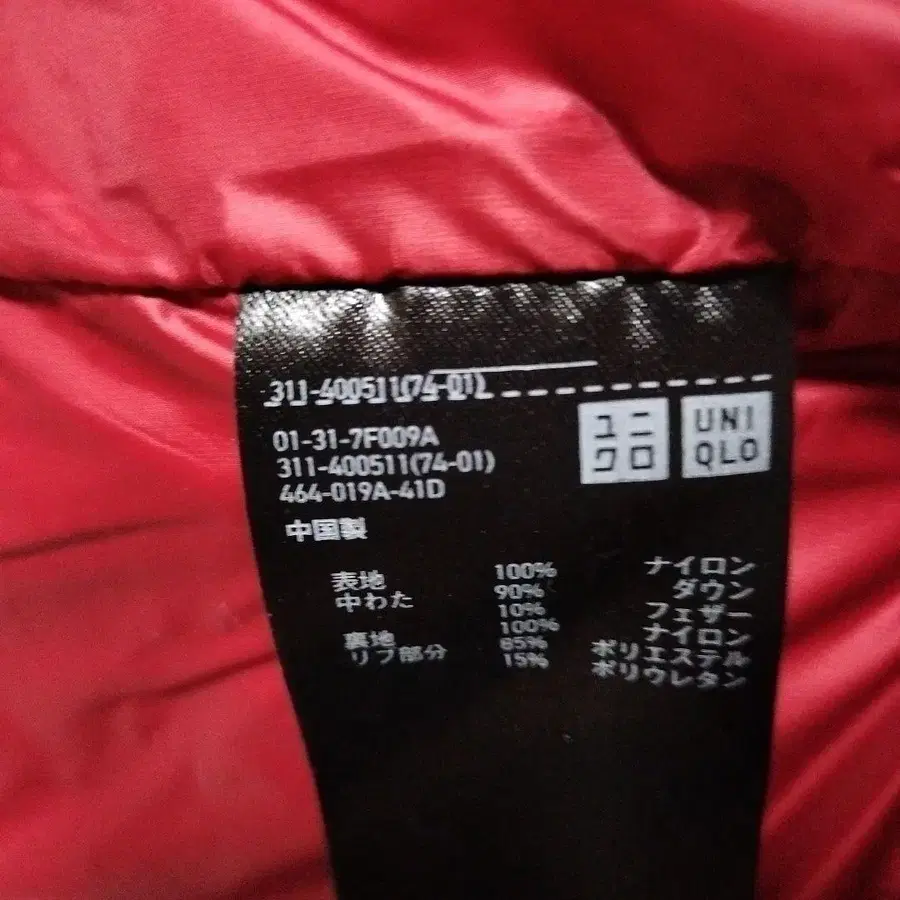 311-400511(74-01)
01-31-7F009A
311-400511(74-01)
464-019A-41D
ユニ
クロ
UNI
QLO
中国製
表地 100% ナイロン
中わた 90% ダウン
10% フェザー
裏地 100% ナイロン
リブ部分 85% ポリエステル
15% ポリウレタン